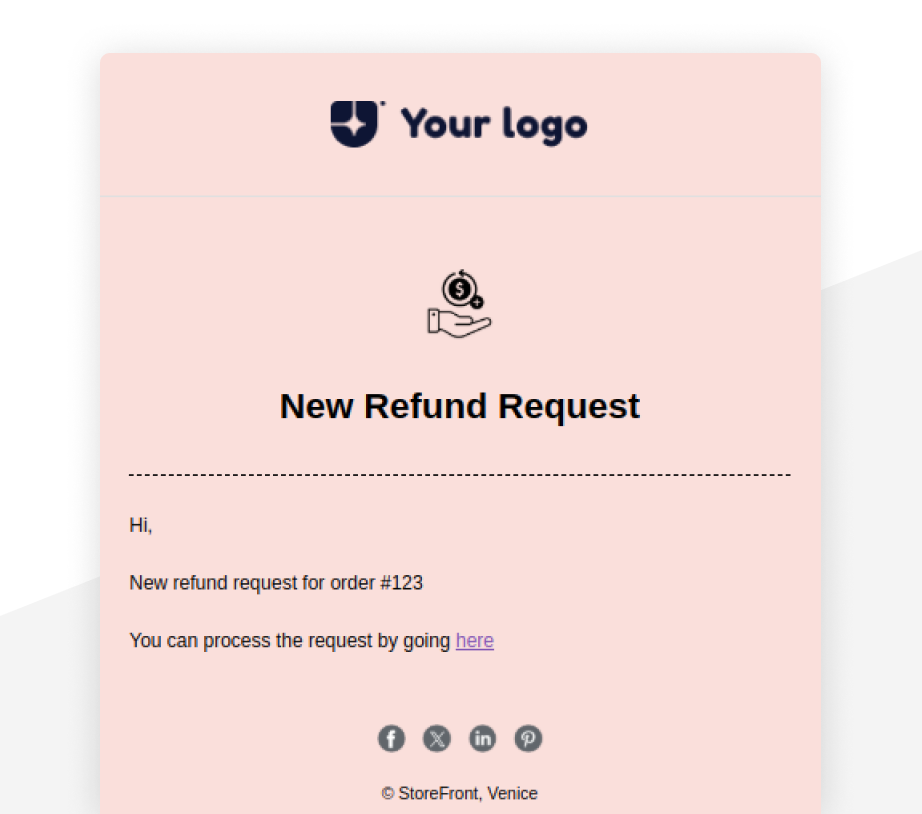 Your logo
$
New Refund Request
Hi,
New refund request for order #123
You can process the request by going here
f X in p
© StoreFront, Venice